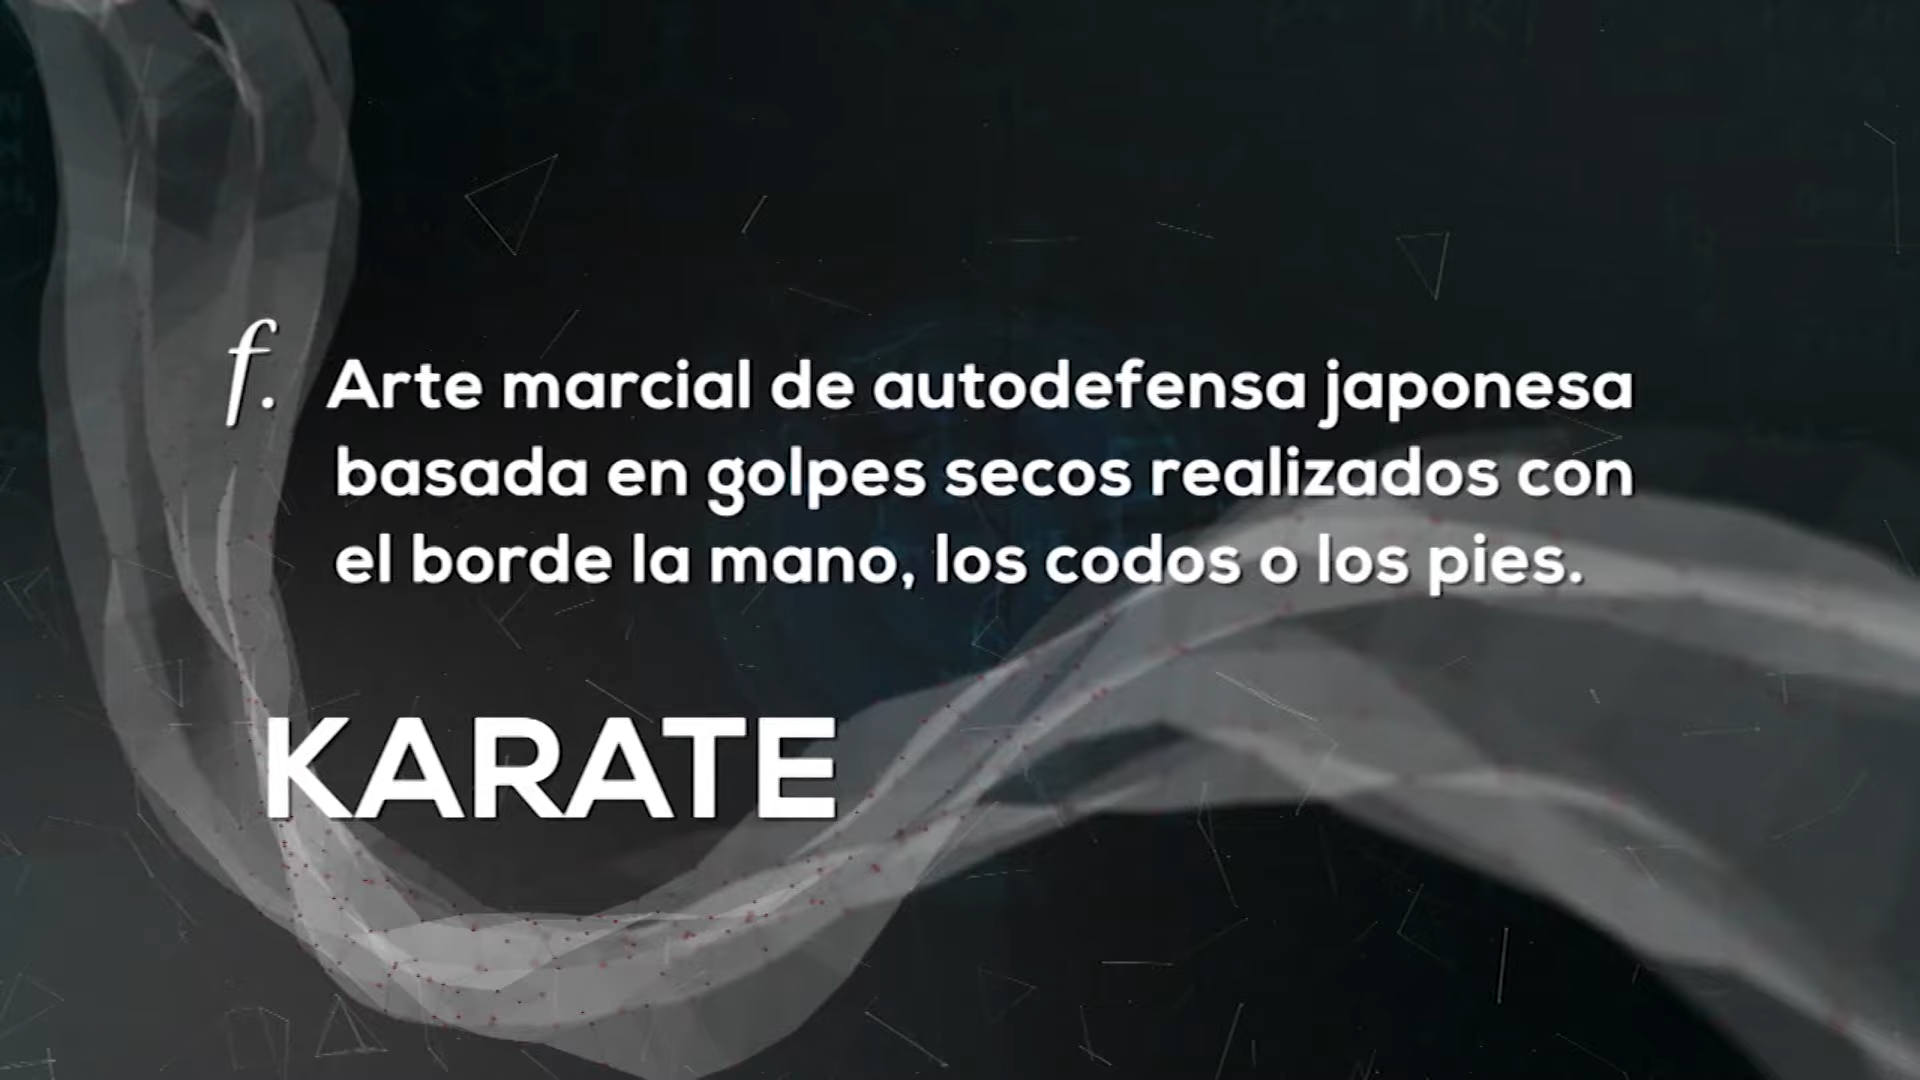 f. Arte marcial de autodefensa japonesa
basada en golpes secos realizados con
el borde la mano, los codos o los pies.
KARATE